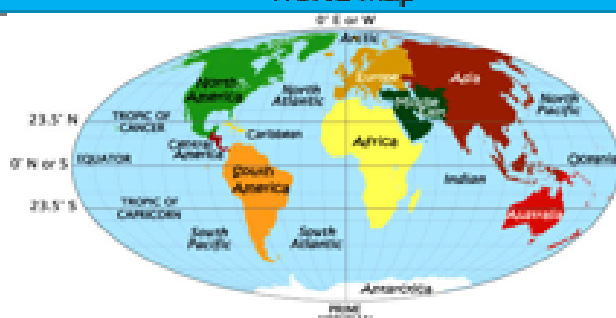 0° E or W
Arctic
North
America
Europe
Asia
North
Atlantic
North
Pacific
23.5° N
TROPIC OF
CANCER
Caribbean
Africa
Central
America
0° N or S
EQUATOR
Oceania
South
America
Indian
23.5° S
TROPIC OF
CAPRICORN
Australia
South
Pacific
South
Atlantic
Antarctica
PRIME